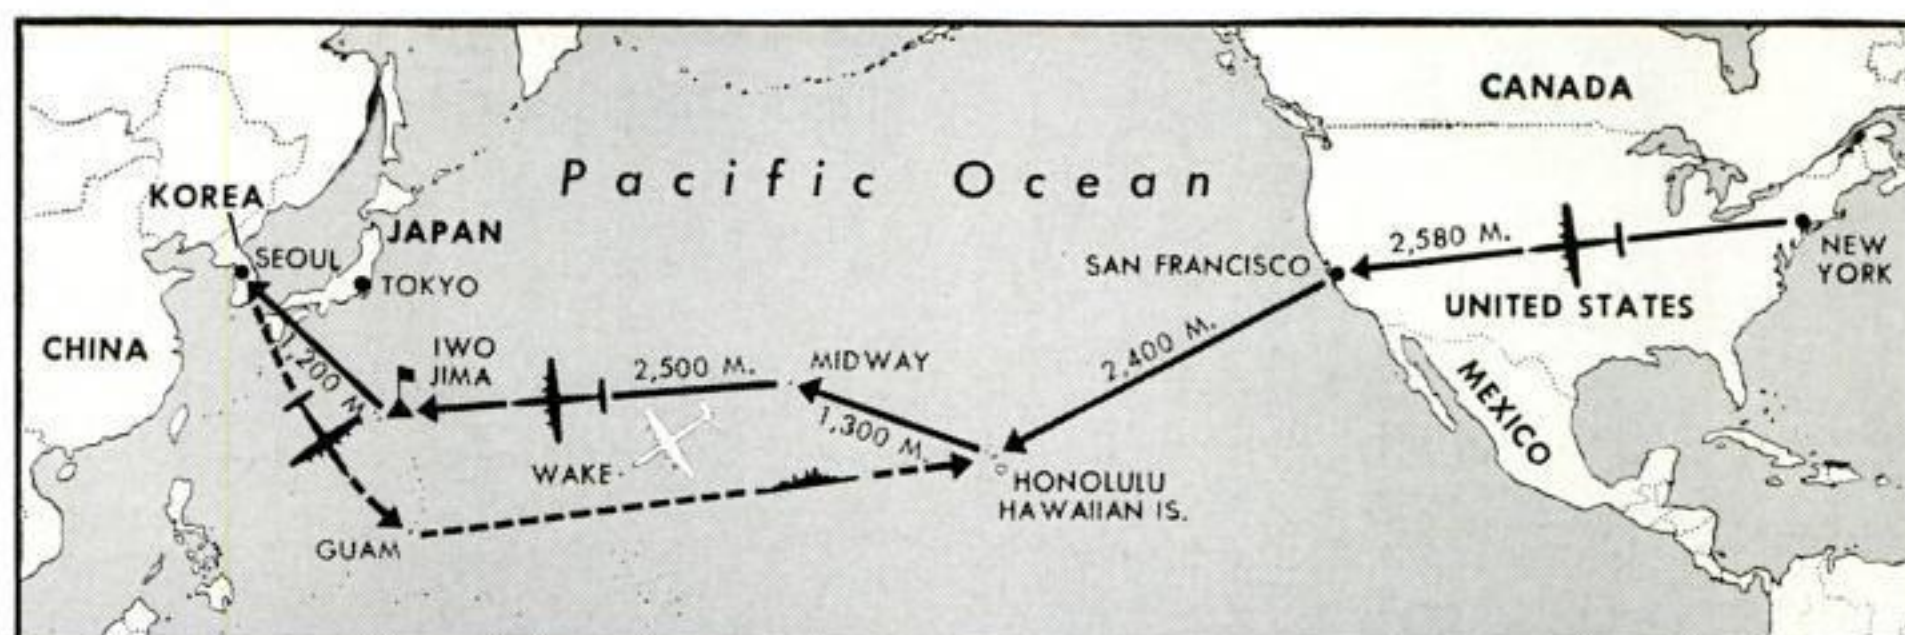 CANADA
Pacific Ocean
KOREA
JAPAN
SEOUL
TOKYO
2,580 M.
NEW
YORK
SAN FRANCISCO
UNITED STATES
CHINA
1,200 M.
IWO
JIMA
2,500 M.
MIDWAY
2,400 M.
MEXICO
1,300 M.
WAKE
HONOLULU
HAWAIIAN IS.
GUAM